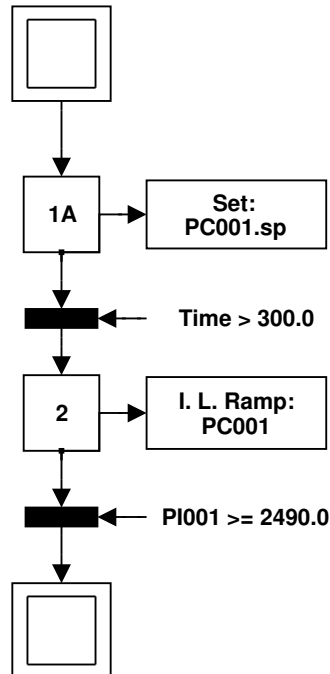 1A
Set:
PC001.sp
Time > 300.0
2
I. L. Ramp:
PC001
PI001 >= 2490.0